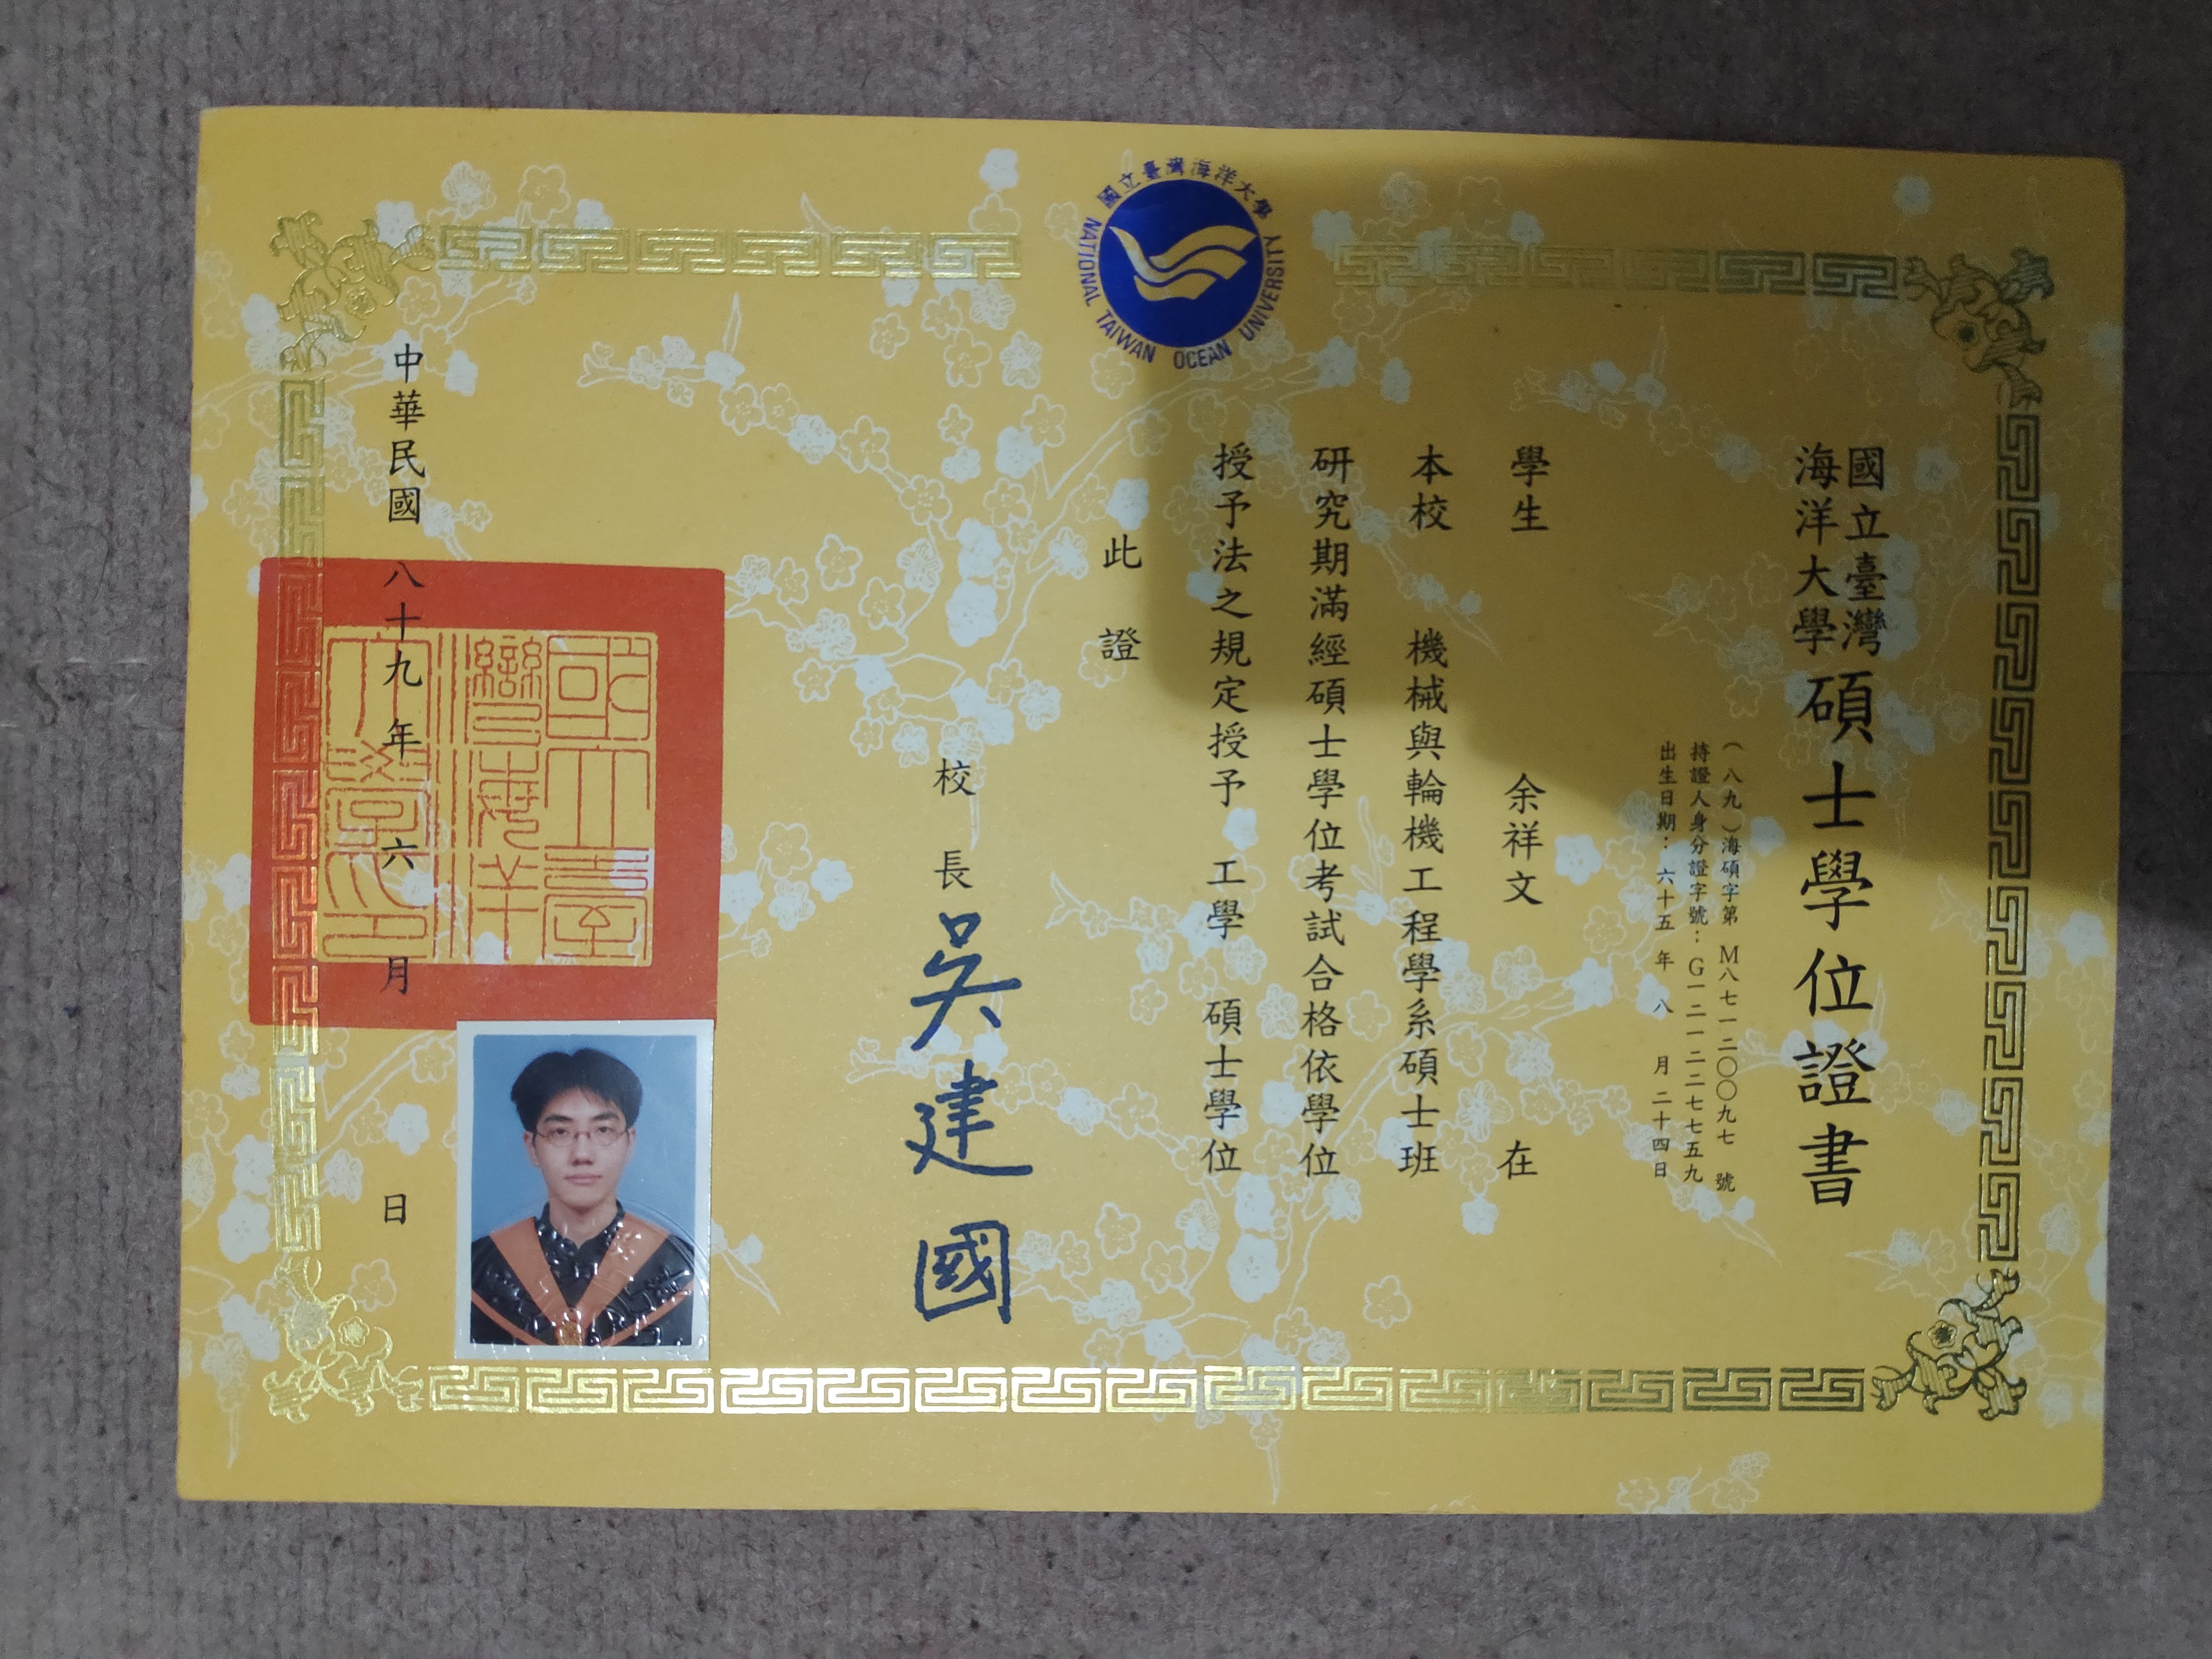 國立臺灣海洋大學
NATIONAL TAIWAN OCEAN UNIVERSITY
國立臺灣
海洋大學
碩士學位證書
（八九）海碩字第 M八七一二〇〇九七 號
持證人身分證字號：G一二一二二七七五九
出生日期：六十五 年 八 月 二十四日
學生 余祥文 在
本校 機械與輪機工程學系碩士班
研究期滿經碩士學位考試合格依學位
授予法之規定授予 工學 碩士學位
此證
校長 吳建國
國立臺
灣海洋
大學印
中華民國 八十九 年 六 月 日